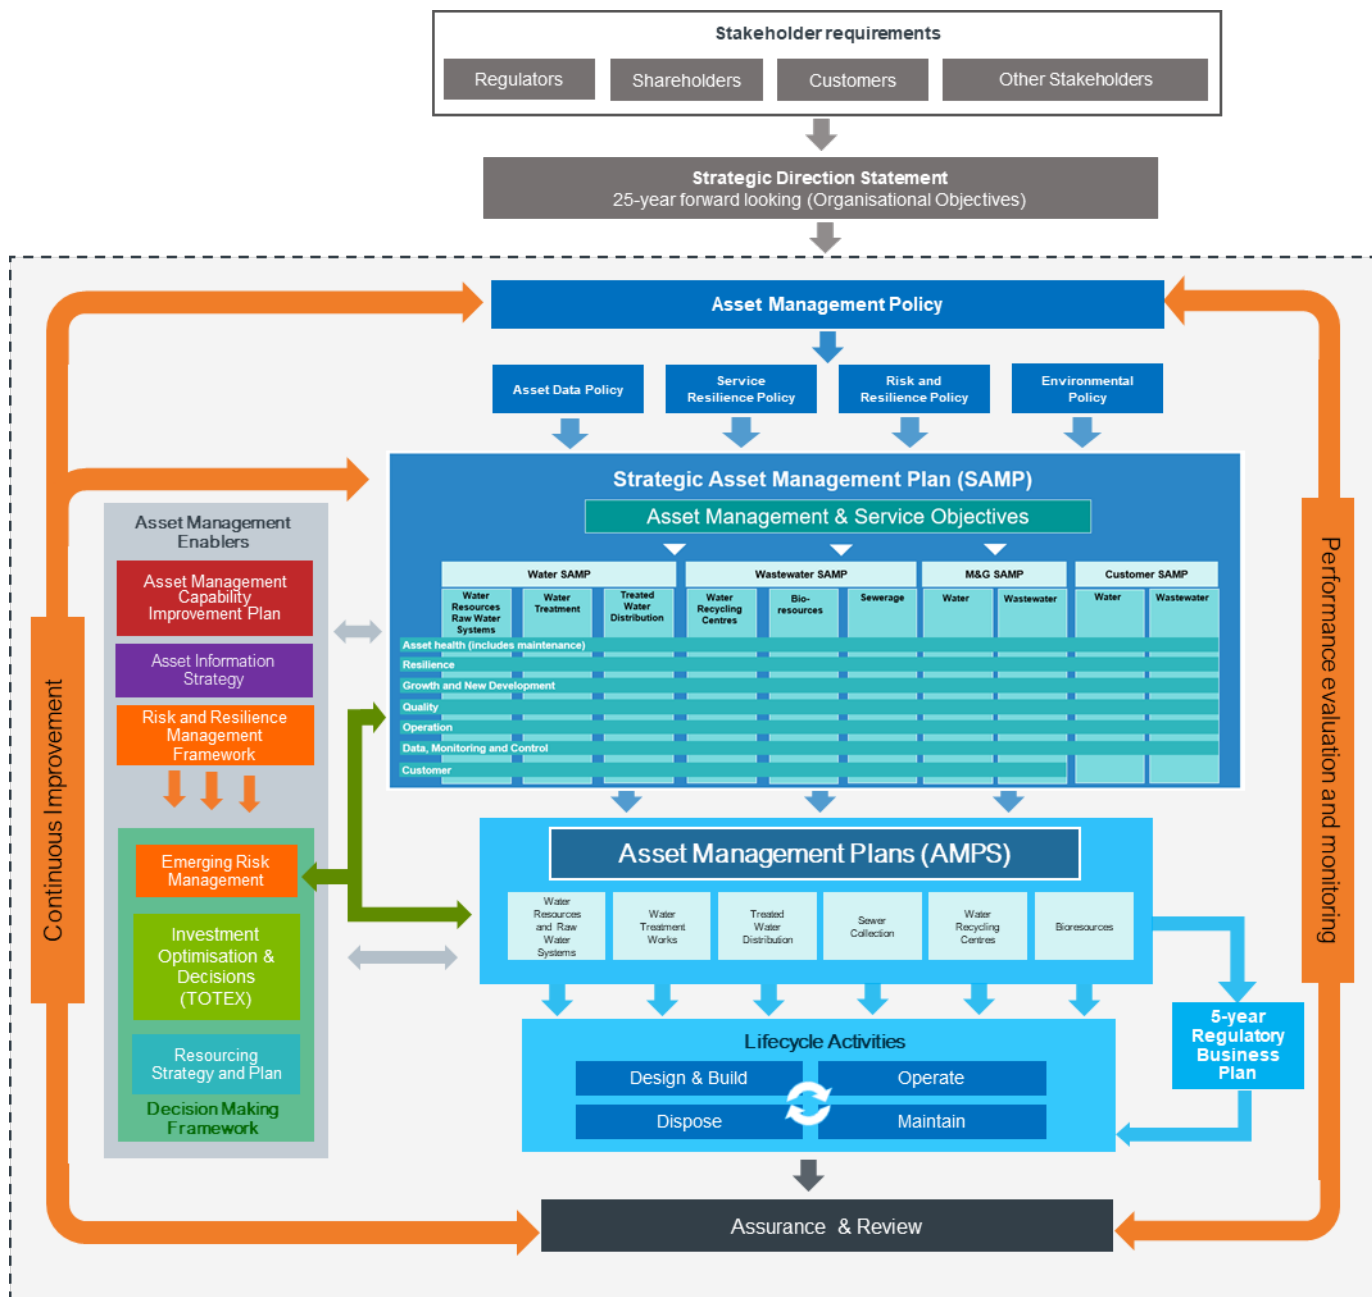 Stakeholder requirements
Regulators
Shareholders
Customers
Other Stakeholders
Strategic Direction Statement
25-year forward looking (Organisational Objectives)
Asset Management Policy
Asset Data Policy
Service
Resilience Policy
Risk and
Resilience Policy
Environmental
Policy
Strategic Asset Management Plan (SAMP)
Asset Management & Service Objectives
Water SAMP
Wastewater SAMP
M&G SAMP
Customer SAMP
Water
Resources
Raw Water
Systems
Water
Treatment
Treated
Water
Distribution
Water
Recycling
Centres
Bio-
resources
Sewerage
Water
Wastewater
Water
Wastewater
Asset health (includes maintenance)
Resilience
Growth and New Development
Quality
Operation
Data, Monitoring and Control
Customer
Asset Management
Enablers
Asset Management
Capability
Improvement Plan
Asset Information
Strategy
Risk and Resilience
Management
Framework
Emerging Risk
Management
Investment
Optimisation &
Decisions
(TOTEX)
Resourcing
Strategy and Plan
Decision Making
Framework
Continuous Improvement
Performance evaluation and monitoring
Asset Management Plans (AMPS)
Water
Resources
and Raw
Water
Systems
Water
Treatment
Works
Treated
Water
Distribution
Sewer
Collection
Water
Recycling
Centres
Bioresources
5-year
Regulatory
Business
Plan
Lifecycle Activities
Design & Build
Operate
Dispose
Maintain
Assurance & Review